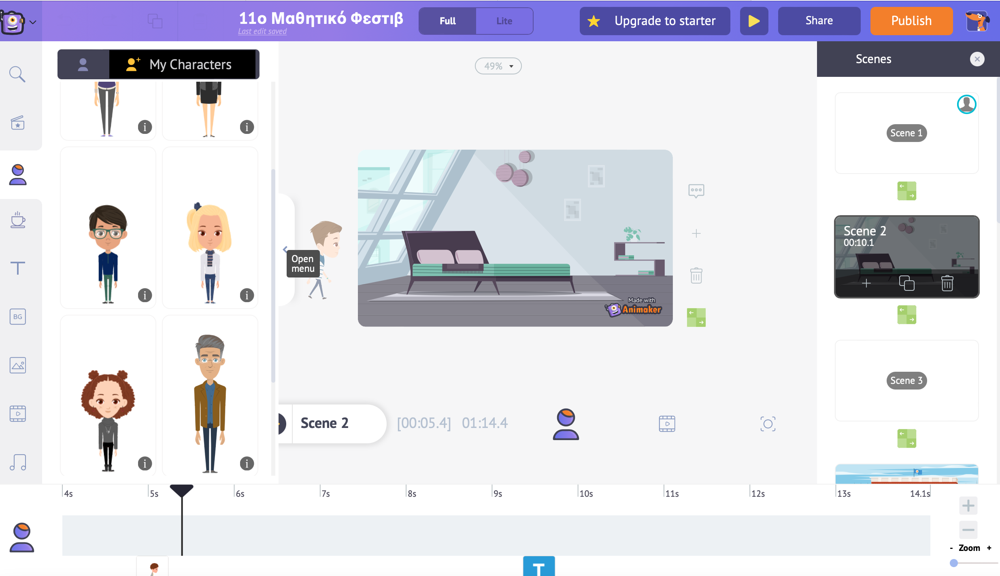 11ο Μαθητικό Φεστιβ
Last edit saved
Full
Lite
Upgrade to starter
Share
Publish
My Characters
49%
Scenes
i
i
Scene 1
i
i
Open
menu
Scene 2
00:10.1
BG
Made with
Animaker
Scene 3
i
i
Scene 2
[00:05.4]
01:14.4
4s
5s
6s
7s
8s
9s
10s
11s
12s
13s
14.1s
- Zoom +
T